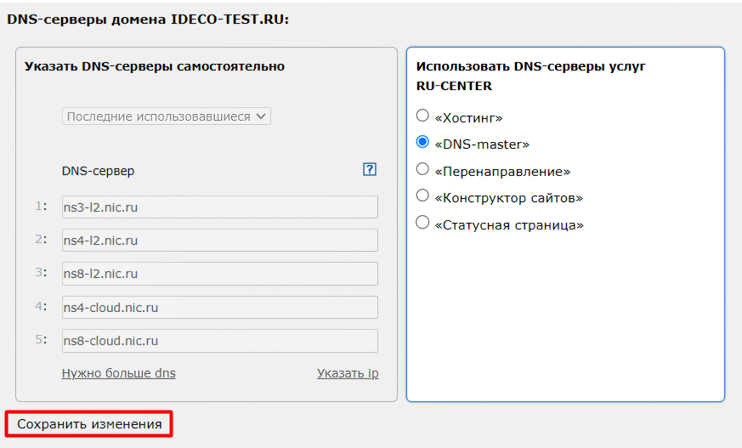 DNS-серверы домена IDECO-TEST.RU:
Указать DNS-серверы самостоятельно
Последние использовавшиеся
DNS-сервер
?
1: ns3-l2.nic.ru
2: ns4-l2.nic.ru
3: ns8-l2.nic.ru
4: ns4-cloud.nic.ru
5: ns8-cloud.nic.ru
Нужно больше dns
Указать ip
Использовать DNS-серверы услуг
RU-CENTER
«Хостинг»
«DNS-master»
«Перенаправление»
«Конструктор сайтов»
«Статусная страница»
Сохранить изменения